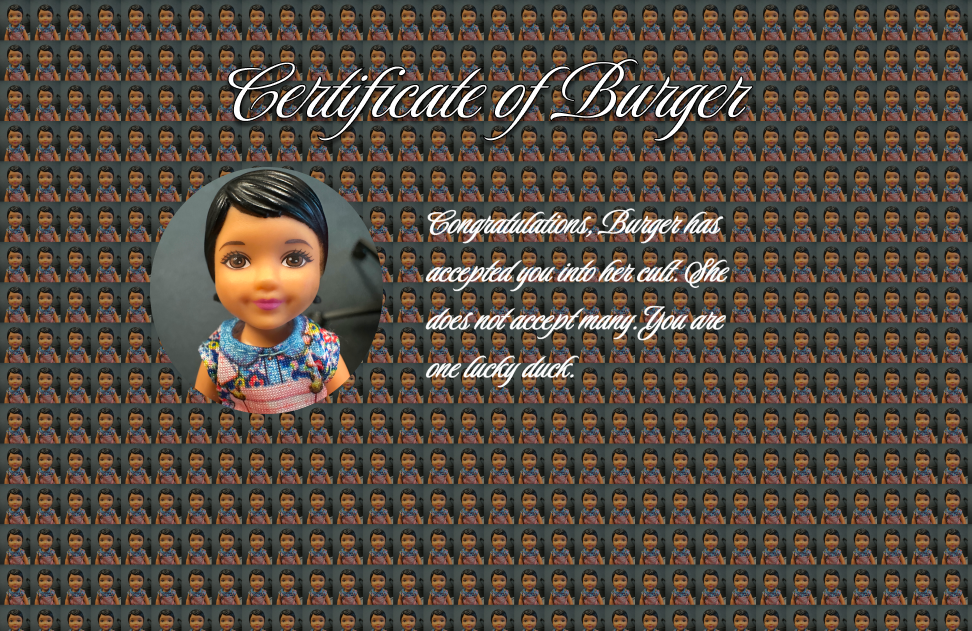 Certificate of Burger
Congratulations, Burger has
accepted you into her cult. She
does not accept many. You are
one lucky duck.